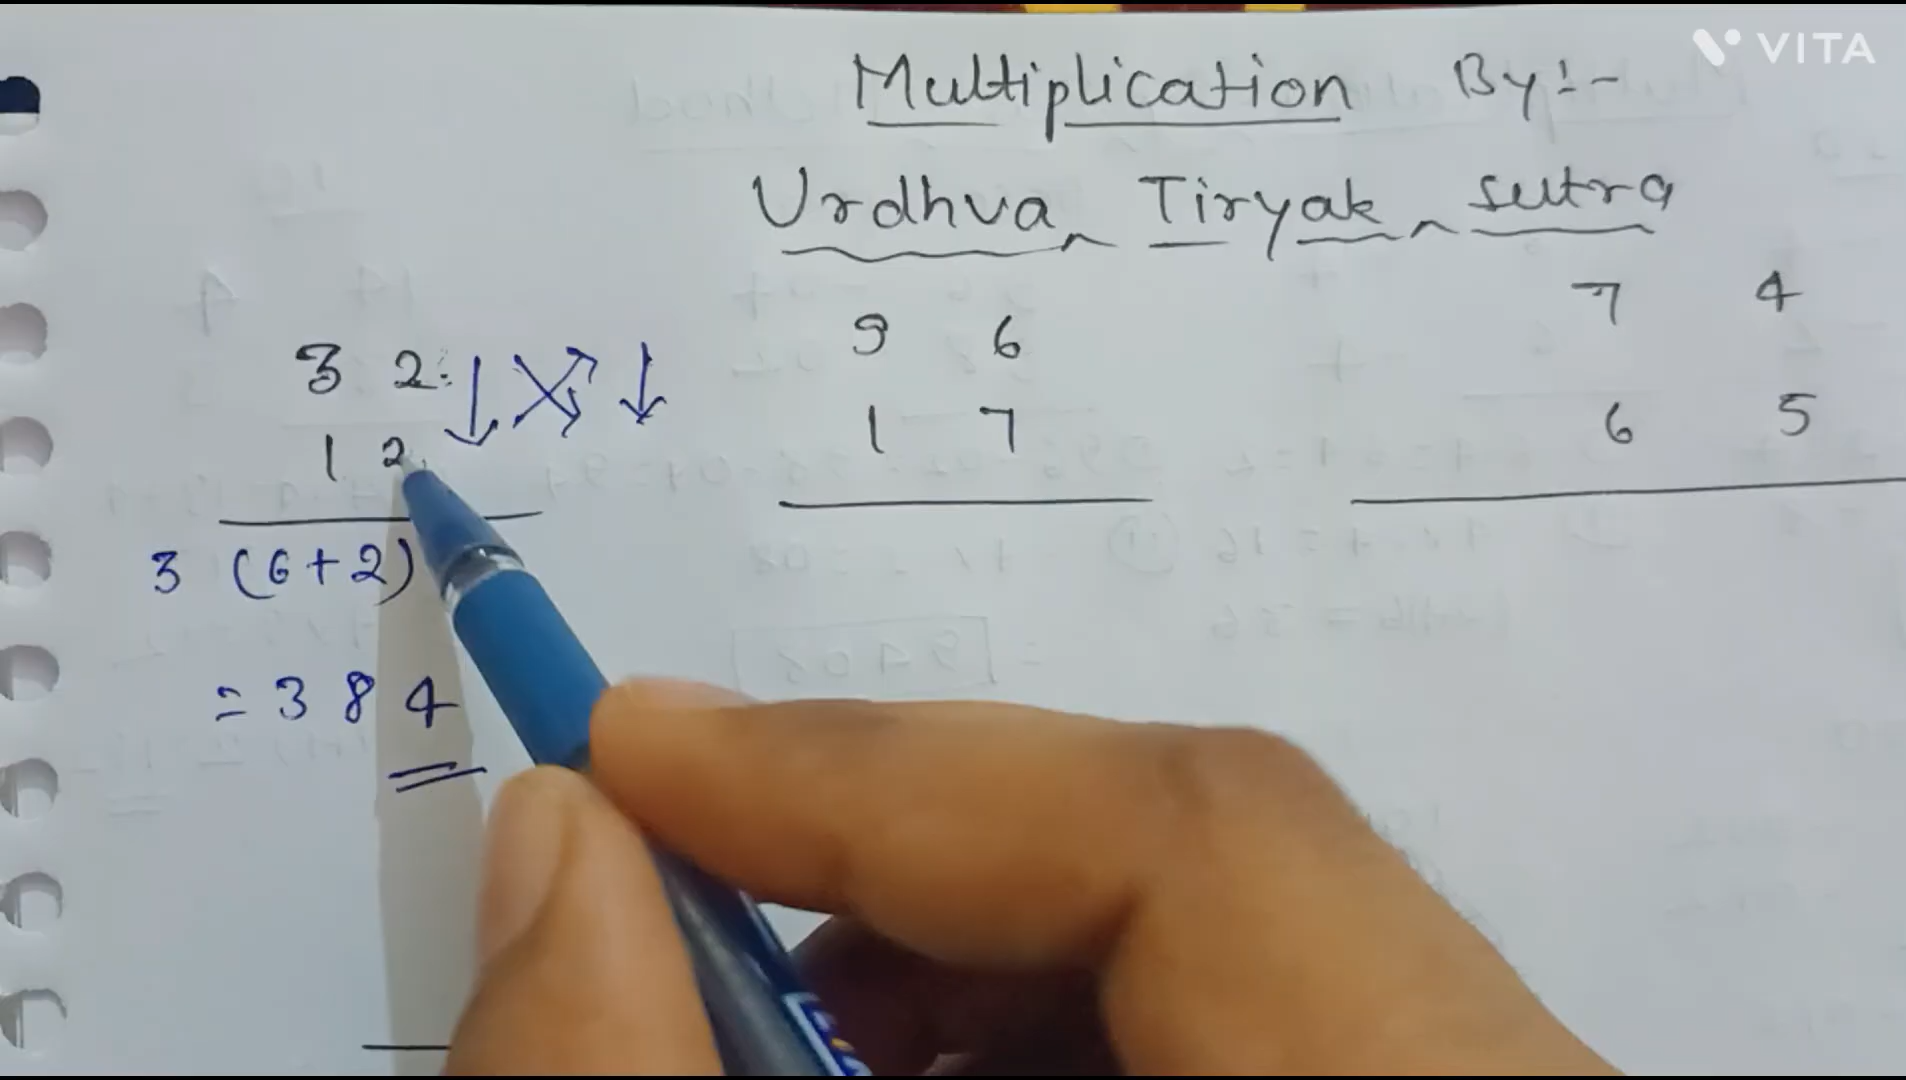 VITA
Multiplication By:-
Urdhva Tiryak sutra
3 2
1 2
3 (6+2)
= 3 8 4
9 6
1 7
7 4
6 5